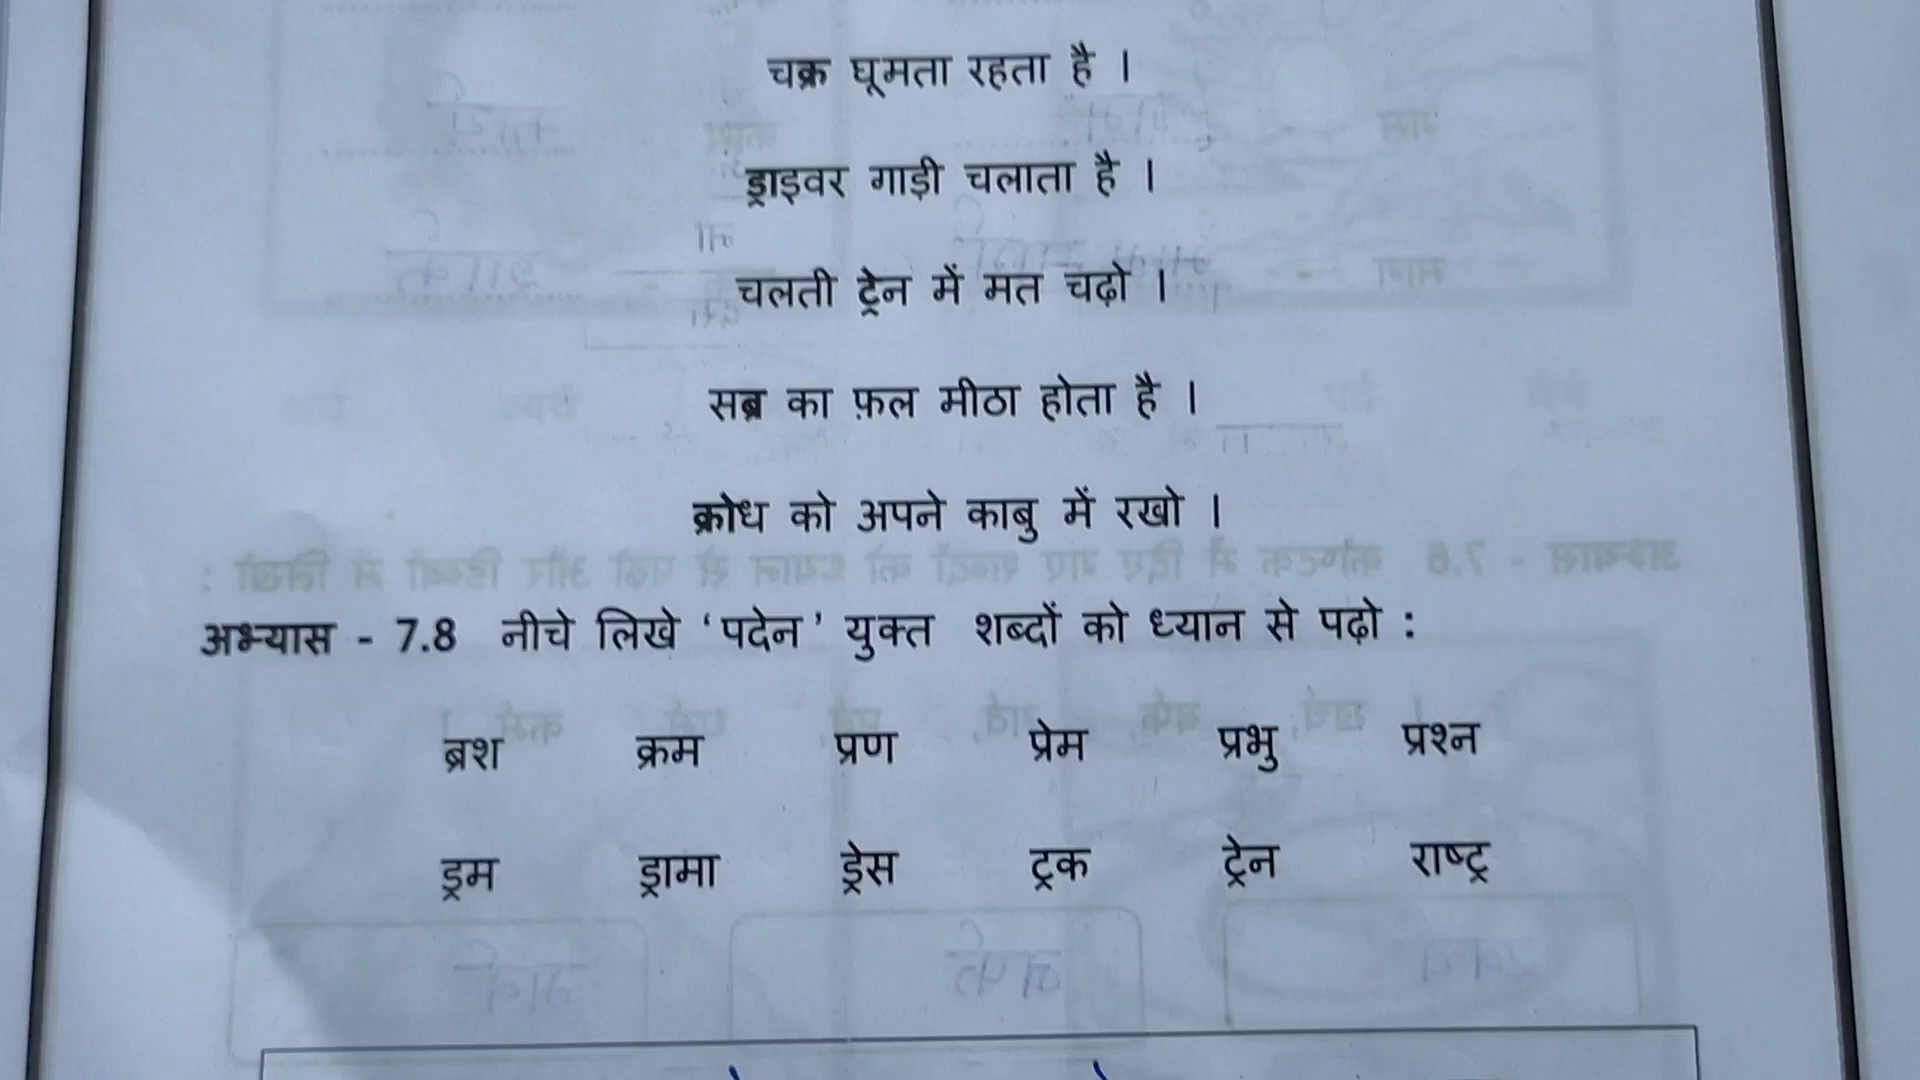 चक्र घूमता रहता है ।
ड्राइवर गाड़ी चलाता है ।
चलती ट्रेन में मत चढ़ो ।
सब्र का फ़ल मीठा होता है ।
क्रोध को अपने काबु में रखो ।
अभ्यास - 7.8 नीचे लिखे ‘पदेन’ युक्त शब्दों को ध्यान से पढ़ो :
ब्रश क्रम प्रण प्रेम प्रभु प्रश्न
ड्रम ड्रामा ड्रेस ट्रक ट्रेन राष्ट्र